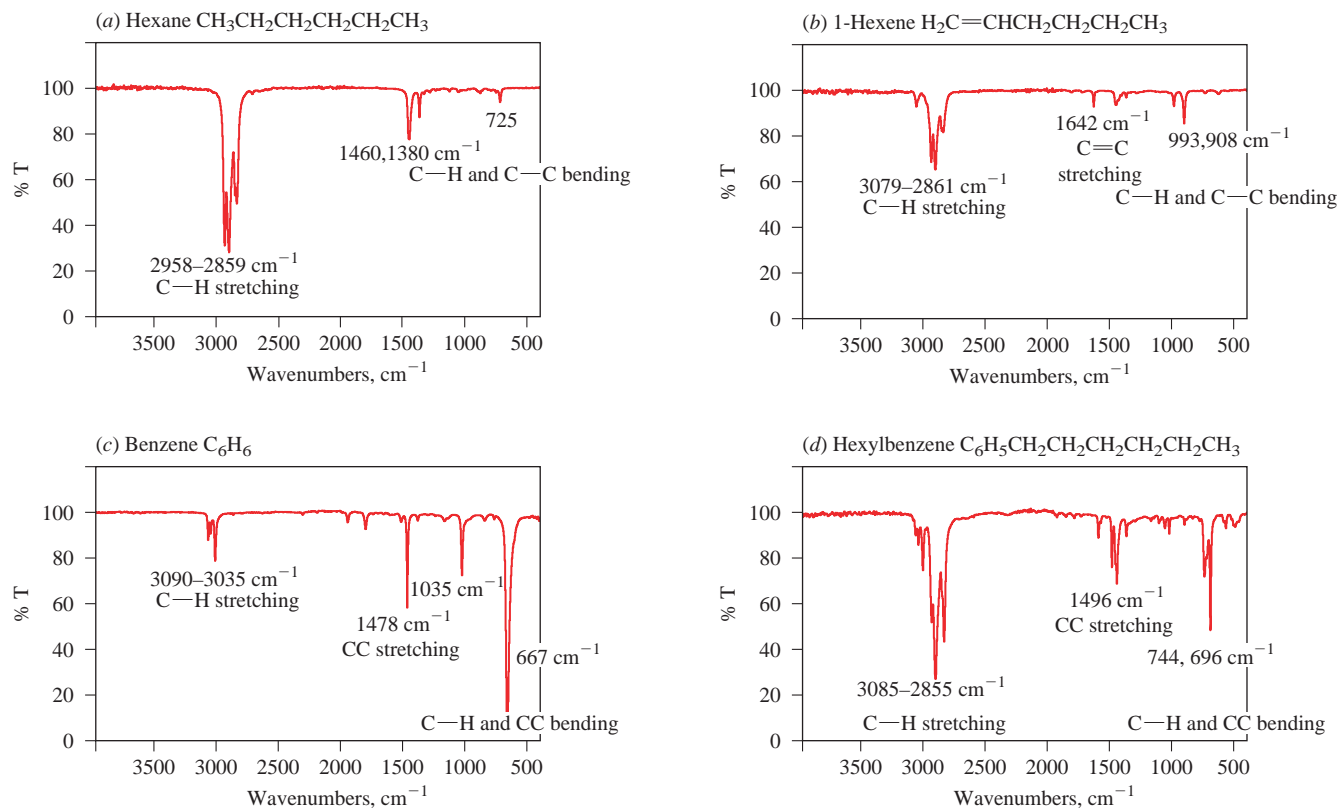 (a) Hexane CH₃CH₂CH₂CH₂CH₂CH₃
% T
100
80
60
40
20
0
725
1460,1380 cm⁻¹
C—H and C—C bending
2958–2859 cm⁻¹
C—H stretching
3500 3000 2500 2000 1500 1000 500
Wavenumbers, cm⁻¹
(b) 1-Hexene H₂C=CHCH₂CH₂CH₂CH₃
% T
100
80
60
40
20
0
1642 cm⁻¹
C=C
stretching
993,908 cm⁻¹
3079–2861 cm⁻¹
C—H stretching
C—H and C—C bending
3500 3000 2500 2000 1500 1000 500
Wavenumbers, cm⁻¹
(c) Benzene C₆H₆
% T
100
80
60
40
20
0
3090–3035 cm⁻¹
C—H stretching
1035 cm⁻¹
1478 cm⁻¹
CC stretching
667 cm⁻¹
C—H and CC bending
3500 3000 2500 2000 1500 1000 500
Wavenumbers, cm⁻¹
(d) Hexylbenzene C₆H₅CH₂CH₂CH₂CH₂CH₂CH₃
% T
100
80
60
40
20
0
1496 cm⁻¹
CC stretching
744, 696 cm⁻¹
3085–2855 cm⁻¹
C—H stretching
C—H and CC bending
3500 3000 2500 2000 1500 1000 500
Wavenumbers, cm⁻¹